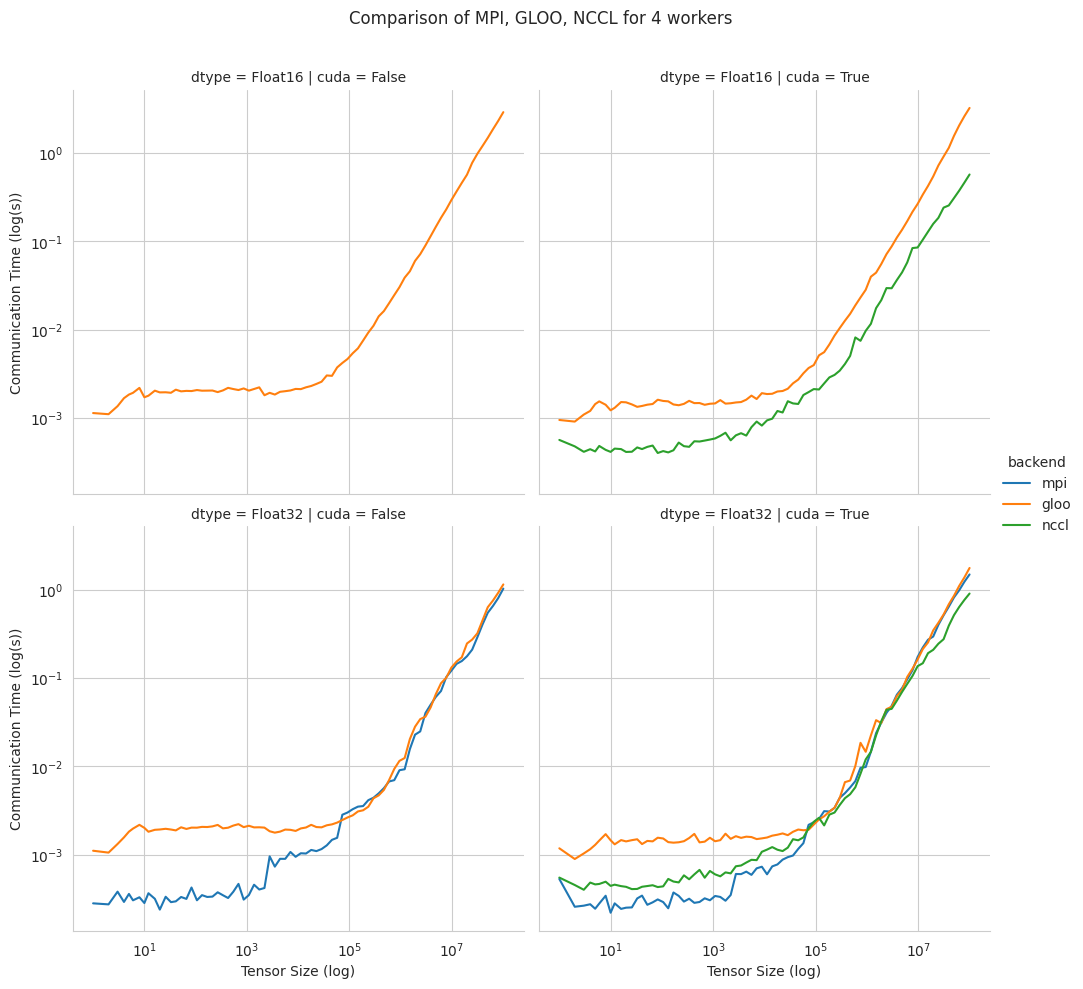 Comparison of MPI, GLOO, NCCL for 4 workers
dtype = Float16 | cuda = False
dtype = Float16 | cuda = True
Communication Time (log(s))
10^0
10^-1
10^-2
10^-3
backend
mpi
gloo
nccl
dtype = Float32 | cuda = False
dtype = Float32 | cuda = True
Communication Time (log(s))
10^0
10^-1
10^-2
10^-3
10^1 10^3 10^5 10^7
10^1 10^3 10^5 10^7
Tensor Size (log)
Tensor Size (log)